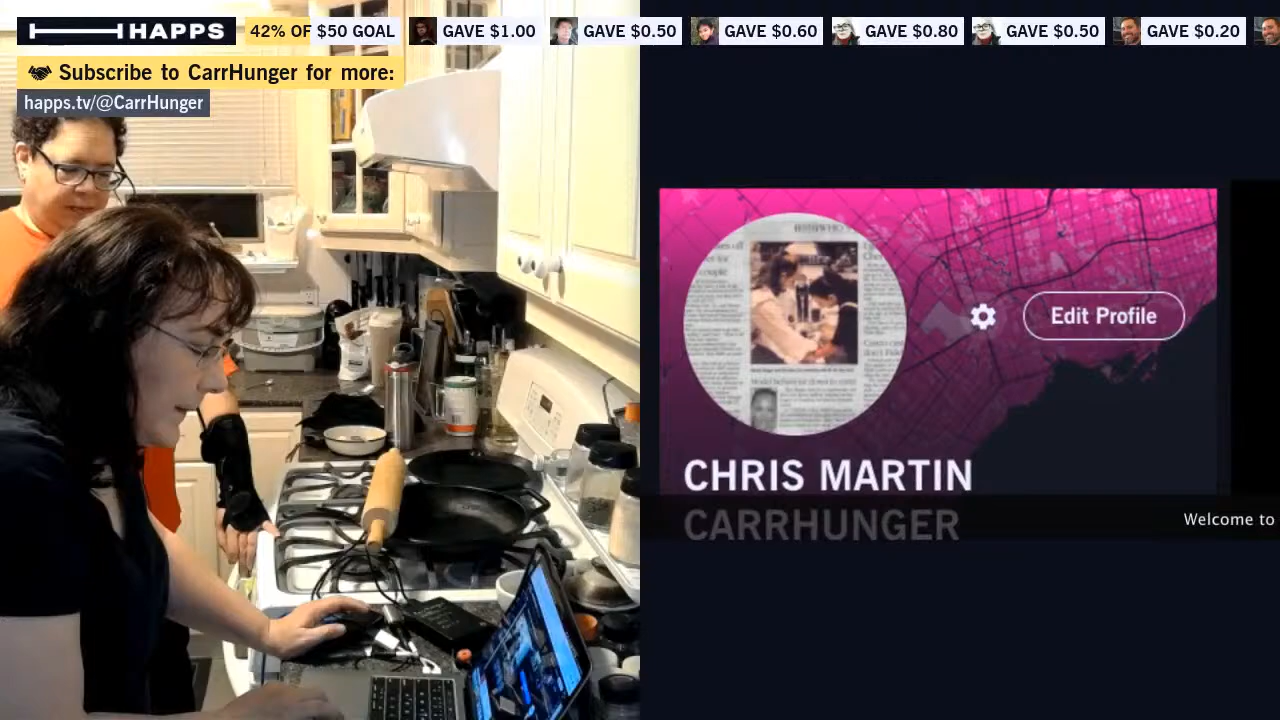 HAPPS
42% OF $50 GOAL
GAVE $1.00
GAVE $0.50
GAVE $0.60
GAVE $0.80
GAVE $0.50
GAVE $0.20
Subscribe to CarrHunger for more:
happs.tv/@CarrHunger
Edit Profile
CHRIS MARTIN
CARRHUNGER
Welcome to